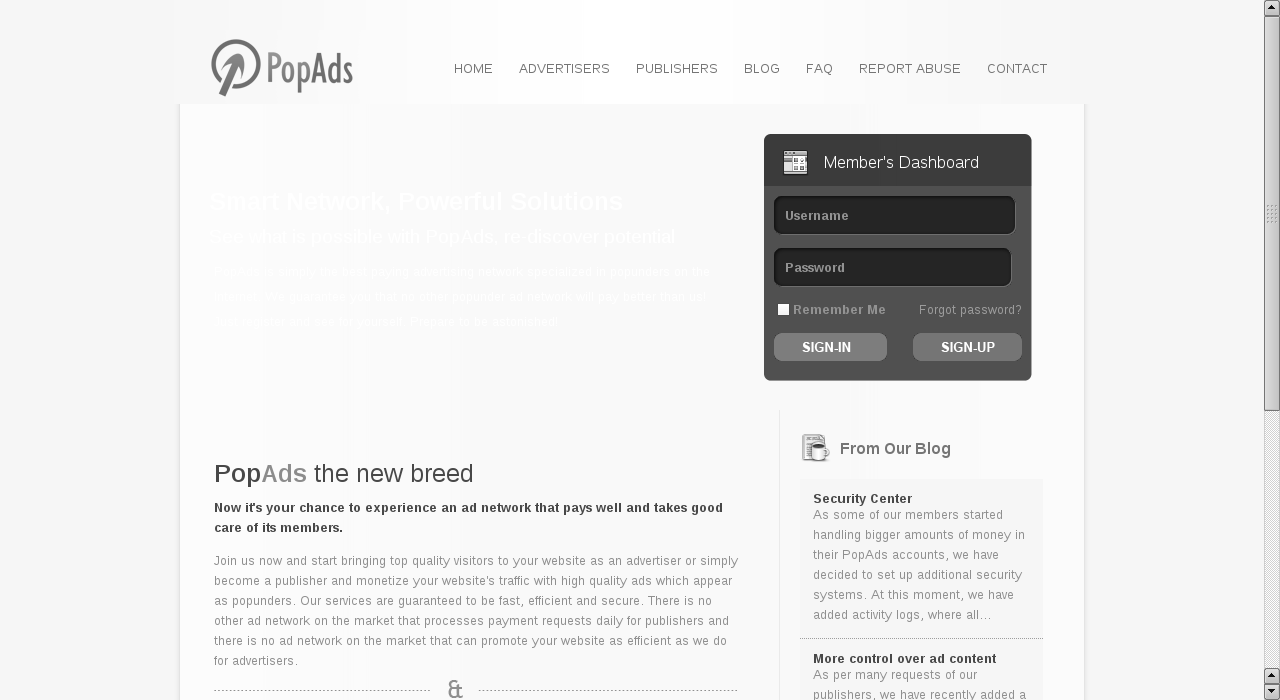 PopAds
HOME ADVERTISERS PUBLISHERS BLOG FAQ REPORT ABUSE CONTACT
Smart Network, Powerful Solutions
See what is possible with PopAds, re-discover potential
Member's Dashboard
Username
Password
Remember Me Forgot password?
SIGN-IN SIGN-UP
PopAds the new breed
Now it's your chance to experience an ad network that pays well and takes good
care of its members.
Join us now and start bringing top quality visitors to your website as an advertiser or simply
become a publisher and monetize your website's traffic with high quality ads which appear
as popunders. Our services are guaranteed to be fast, efficient and secure. There is no
other ad network on the market that processes payment requests daily for publishers and
there is no ad network on the market that can promote your website as efficient as we do
for advertisers.
&
From Our Blog
Security Center
As some of our members started
handling bigger amounts of money in
their PopAds accounts, we have
decided to set up additional security
systems. At this moment, we have
added activity logs, where all...
More control over ad content
As per many requests of our
publishers, we have recently added a